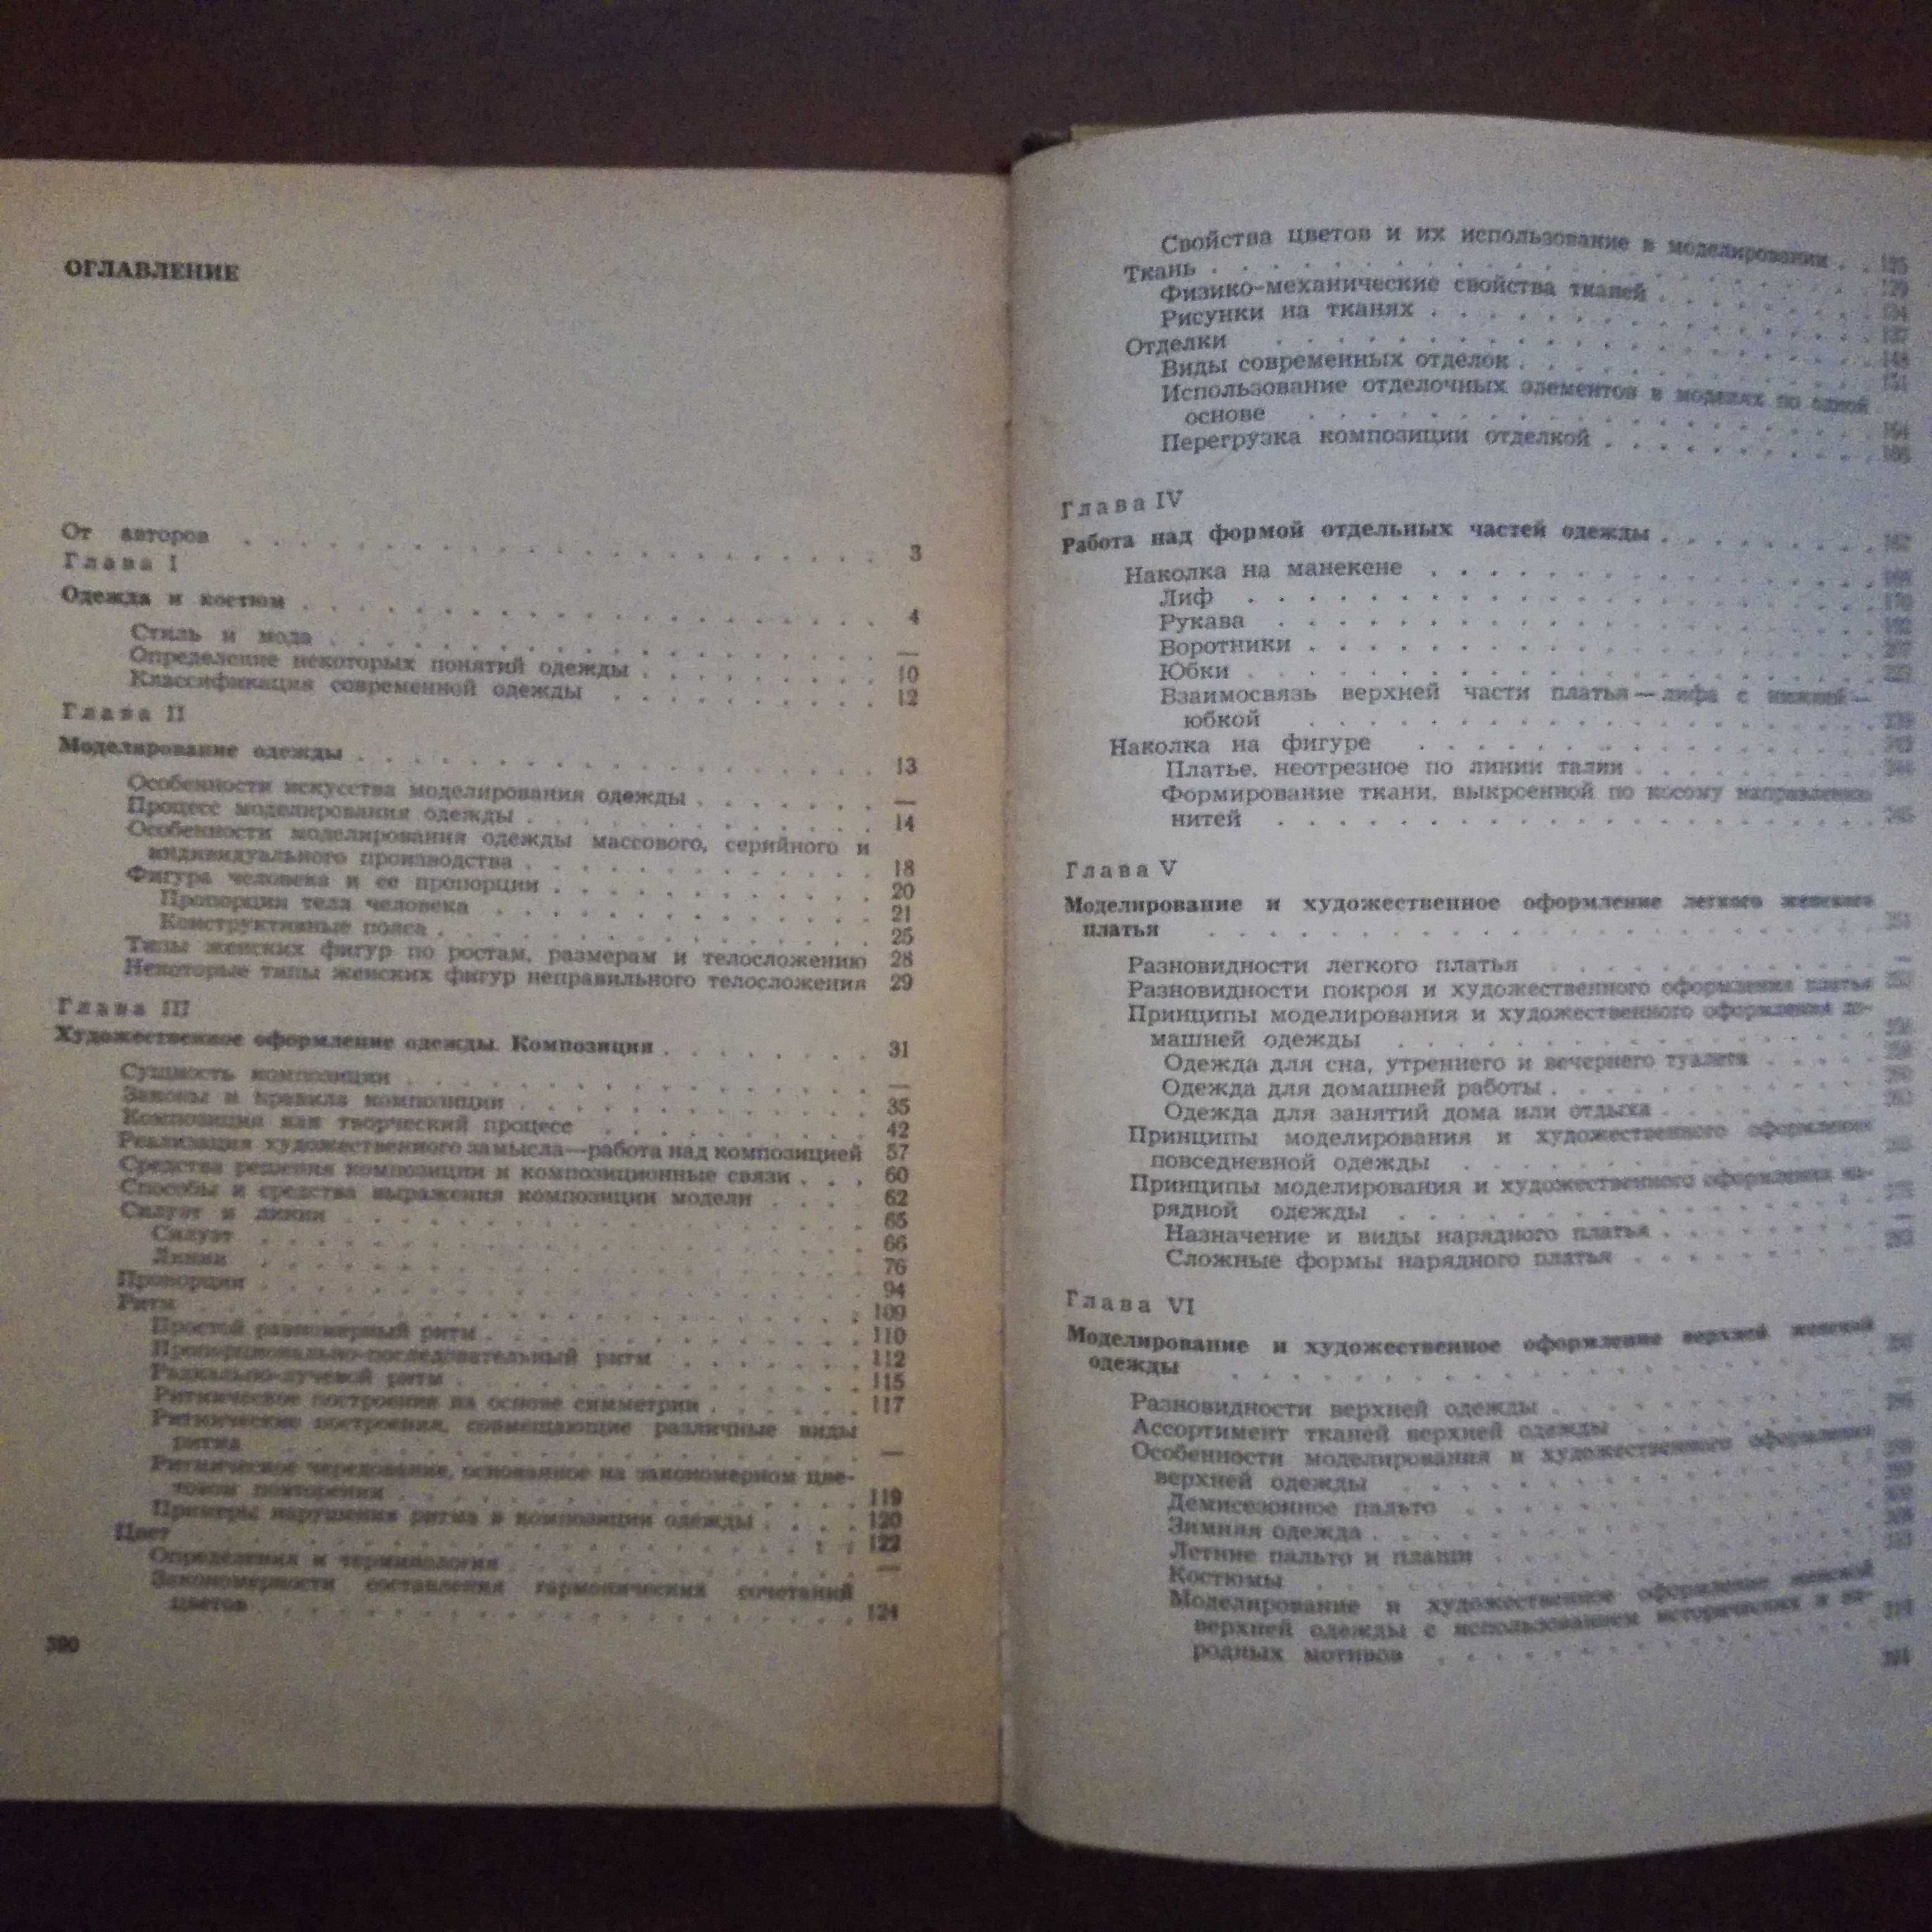 ОГЛАВЛЕНИЕ
От авторов . . . 3
Глава I
Одежда и костюм . . . 4
Стиль и мода . . . —
Определение некоторых понятий одежды . . . 10
Классификация современной одежды . . . 12
Глава II
Моделирование одежды . . . 13
Особенности искусства моделирования одежды . . . —
Процесс моделирования одежды . . . 14
Особенности моделирования одежды массового, серийного и
индивидуального производства . . . 18
Фигура человека и ее пропорции . . . 20
Пропорции тела человека . . . 21
Конструктивные пояса . . . 25
Типы женских фигур по ростам, размерам и телосложению 28
Некоторые типы женских фигур неправильного телосложения 29
Глава III
Художественное оформление одежды. Композиция . . . 31
Сущность композиции . . . —
Законы и правила композиции . . . 35
Композиция как творческий процесс . . . 42
Реализация художественного замысла—работа над композицией 57
Средства решения композиции и композиционные связи . . . 60
Способы и средства выражения композиции модели . . . 62
Силуэт и линии . . . 65
Силуэт . . . 66
Линии . . . 76
Пропорции . . . 94
Ритм . . . 109
Простой равномерный ритм . . . 110
Пропорционально-последовательный ритм . . . 112
Радиально-лучевой ритм . . . 115
Ритмическое построение на основе симметрии . . . 117
Ритмические построения, совмещающие различные виды
ритма . . . —
Ритмическое чередование, основанное на закономерном цве-
товом повторении . . . 119
Примеры нарушения ритма в композиции одежды . . . 120
Цвет . . . 122
Определения и терминология . . . —
Закономерности составления гармонических сочетаний
цветов . . . 124
390
Свойства цветов и их использование в моделировании . .
Ткань . . . 129
Физико-механические свойства тканей . . . 134
Рисунки на тканях . . . 137
Отделки . . . 148
Виды современных отделок . . . 151
Использование отделочных элементов в моделях по одной
основе . . . 164
Перегрузка композиции отделкой . . .
Глава IV
Работа над формой отдельных частей одежды . . . 167
Наколка на манекене . . .
Лиф . . . 170
Рукава . . .
Воротники . . .
Юбки . . .
Взаимосвязь верхней части платья — лифа с нижней —
юбкой . . .
Наколка на фигуре . . .
Платье, неотрезное по линии талии . . .
Формирование ткани, выкроенной по косому направлению
нитей . . .
Глава V
Моделирование и художественное оформление легкого женского
платья . . .
Разновидности легкого платья . . . —
Разновидности покроя и художественного оформления платья
Принципы моделирования и художественного оформления до-
машней одежды . . .
Одежда для сна, утреннего и вечернего туалета . . .
Одежда для домашней работы . . .
Одежда для занятий дома или отдыха . . .
Принципы моделирования и художественного оформления
повседневной одежды . . .
Принципы моделирования и художественного оформления на-
рядной одежды . . .
Назначение и виды нарядного платья . . . —
Сложные формы нарядного платья . . .
Глава VI
Моделирование и художественное оформление верхней женской
одежды . . .
Разновидности верхней одежды . . . —
Ассортимент тканей верхней одежды . . .
Особенности моделирования и художественного оформления
верхней одежды . . .
Демисезонное пальто . . .
Зимняя одежда . . .
Летние пальто и плащи . . .
Костюмы . . .
Моделирование и художественное оформление женской
верхней одежды с использованием исторических и на-
родных мотивов . . .